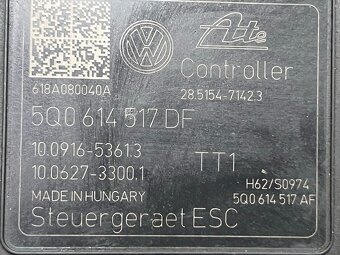 Ate
618A080040A
Controller
28.5154-7142.3
5Q0 614 517 DF
10.0916-5361.3
TT1
10.0627-3300.1
H62/S0974
MADE IN HUNGARY
5Q0 614 517 AF
Steuergeraet ESC